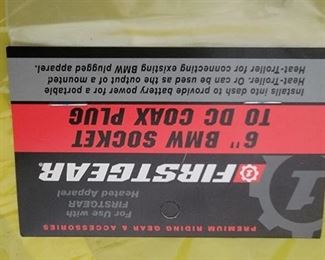 PREMIUM RIDING GEAR & ACCESSORIES
1
For Use with
FIRSTGEAR
Heated Apparel
1 FIRSTGEAR.
6" BMW SOCKET
TO DC COAX PLUG
Installs into dash to provide battery power for a portable
Heat-Troller. Or can be used as the output of a mounted
Heat-Troller for connecting existing BMW plugged apparel.